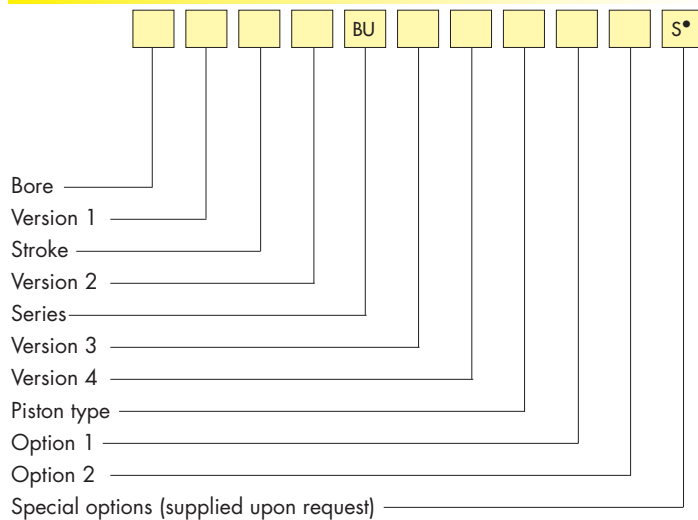 BU S•
Bore
Version 1
Stroke
Version 2
Series
Version 3
Version 4
Piston type
Option 1
Option 2
Special options (supplied upon request)